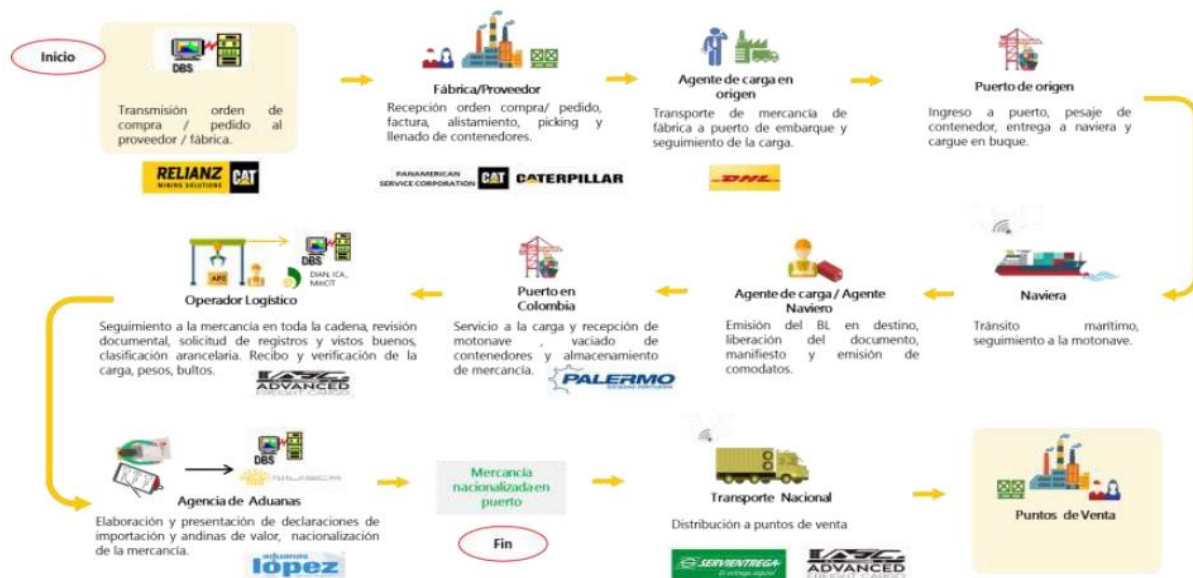 Inicio
DBS
Transmisión orden de
compra / pedido al
proveedor / fábrica.
RELIANZ
MINING SOLUTIONS
CAT
Fábrica/Proveedor
Recepción orden compra/ pedido,
factura, alistamiento, picking y
llenado de contenedores.
PANAMERICAN
SERVICE CORPORATION
CAT
CATERPILLAR
Agente de carga en
origen
Transporte de mercancía de
fábrica a puerto de embarque y
seguimiento de la carga.
DHL
Puerto de origen
Ingreso a puerto, pesaje de
contenedor, entrega a naviera y
cargue en buque.
Naviera
Tránsito marítimo,
seguimiento a la motonave.
Agente de carga / Agente
Naviero
Emisión del BL en destino,
liberación del documento,
manifiesto y emisión de
comodatos.
Puerto en
Colombia
Servicio a la carga y recepción de
motonave , vaciado de
contenedores y almacenamiento
de mercancía.
PALERMO
SOCIEDAD PORTUARIA
DBS
DIAN, ICA,
MinCIT
Operador Logístico
Seguimiento a la mercancía en toda la cadena, revisión
documental, solicitud de registros y vistos buenos,
clasificación arancelaria. Recibo y verificación de la
carga, pesos, bultos.
ADVANCED
FREIGHT CARGO
DBS
Agencia de Aduanas
Elaboración y presentación de declaraciones de
importación y andinas de valor, nacionalización
de la mercancía.
lópez
Mercancía
nacionalizada en
puerto
Fin
Transporte Nacional
Distribución a puntos de venta
SERVIENTREGA
ADVANCED
FREIGHT CARGO
Puntos de Venta